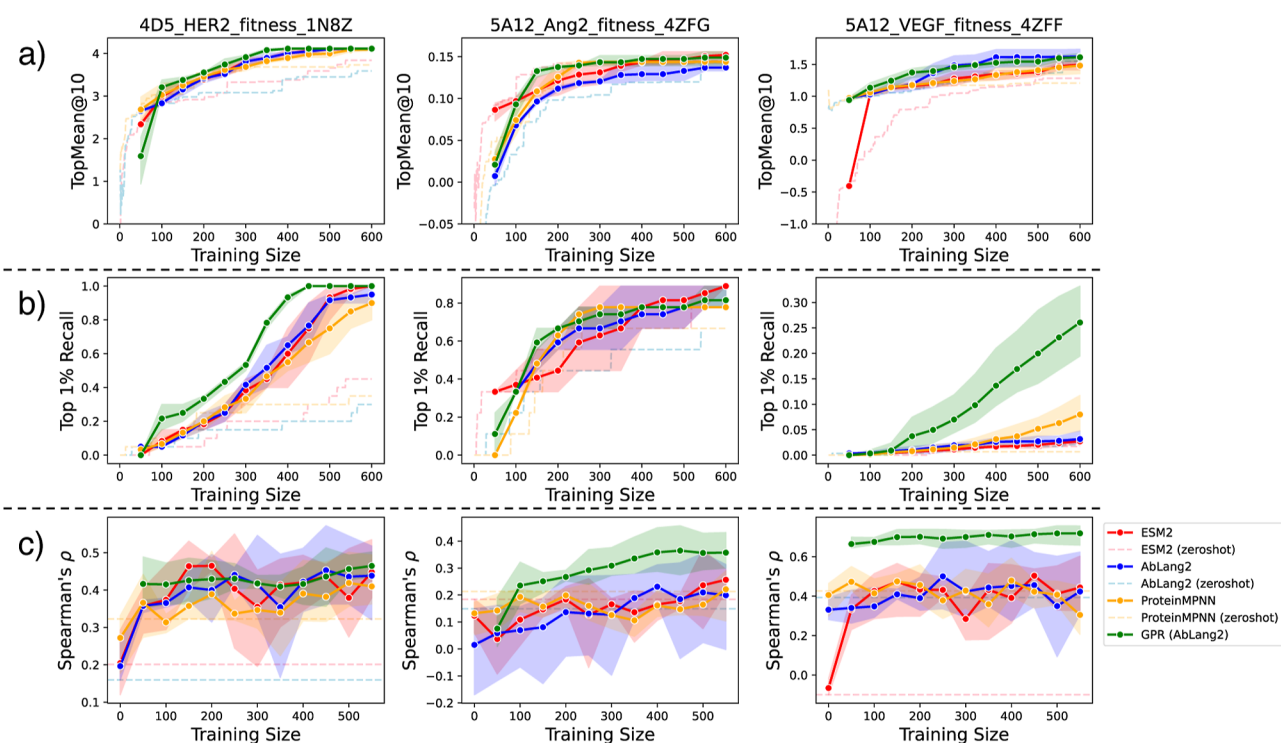 4D5_HER2_fitness_1N8Z
5A12_Ang2_fitness_4ZFG
5A12_VEGF_fitness_4ZFF
a)
TopMean@10
4
3
2
1
0
0 100 200 300 400 500 600
Training Size
TopMean@10
0.15
0.10
0.05
0.00
−0.05
0 100 200 300 400 500 600
Training Size
TopMean@10
1.5
1.0
0.5
0.0
−0.5
−1.0
0 100 200 300 400 500 600
Training Size
b)
Top 1% Recall
1.0
0.8
0.6
0.4
0.2
0.0
0 100 200 300 400 500 600
Training Size
Top 1% Recall
0.8
0.6
0.4
0.2
0.0
0 100 200 300 400 500 600
Training Size
Top 1% Recall
0.30
0.25
0.20
0.15
0.10
0.05
0.00
0 100 200 300 400 500 600
Training Size
c)
Spearman's ρ
0.5
0.4
0.3
0.2
0.1
0 100 200 300 400 500
Training Size
Spearman's ρ
0.4
0.3
0.2
0.1
0.0
−0.1
−0.2
0 100 200 300 400 500
Training Size
Spearman's ρ
0.6
0.4
0.2
0.0
0 100 200 300 400 500
Training Size
ESM2
ESM2 (zeroshot)
AbLang2
AbLang2 (zeroshot)
ProteinMPNN
ProteinMPNN (zeroshot)
GPR (AbLang2)